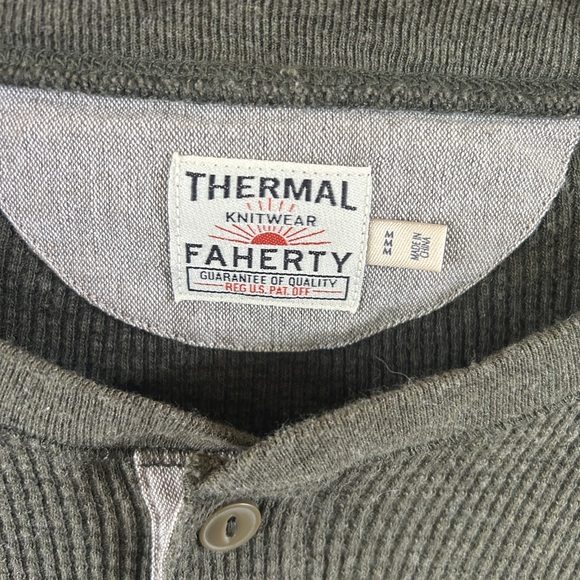 THERMAL
KNITWEAR
FAHERTY
GUARANTEE OF QUALITY
REG U.S. PAT. OFF
M M M
MADE IN
CHINA